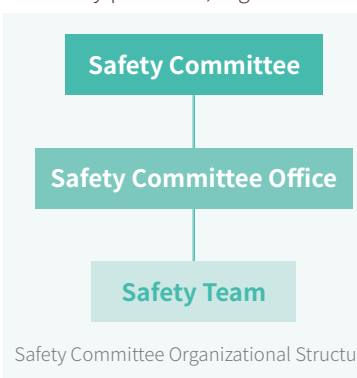 Safety Committee
Safety Committee Office
Safety Team
Safety Committee Organizational Structu